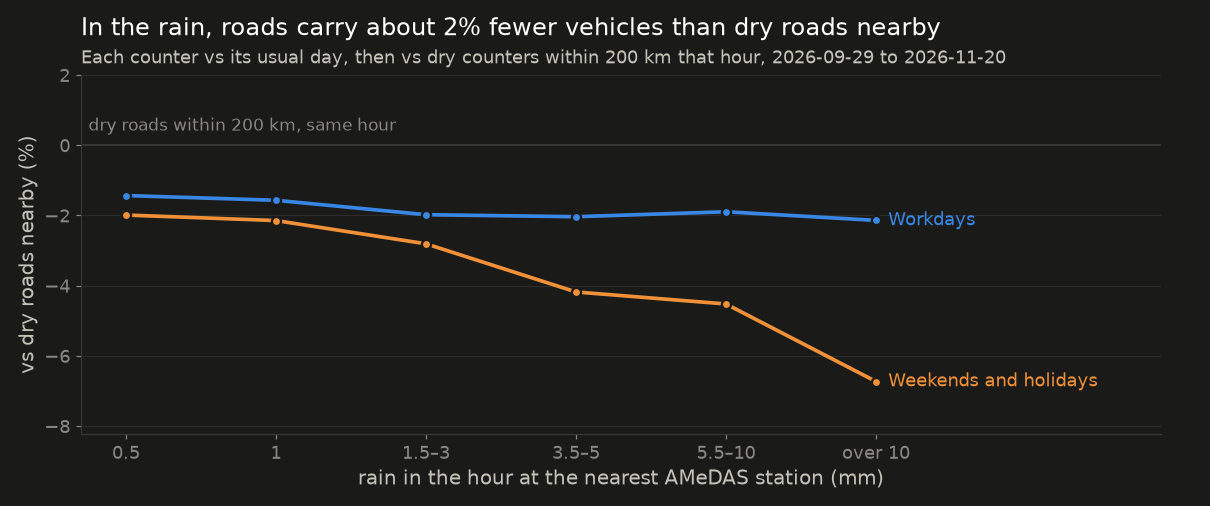 In the rain, roads carry about 2% fewer vehicles than dry roads nearby
Each counter vs its usual day, then vs dry counters within 200 km that hour, 2026-09-29 to 2026-11-20
2
dry roads within 200 km, same hour
0
−2
−4
−6
−8
vs dry roads nearby (%)
Workdays
Weekends and holidays
0.5
1
1.5–3
3.5–5
5.5–10
over 10
rain in the hour at the nearest AMeDAS station (mm)